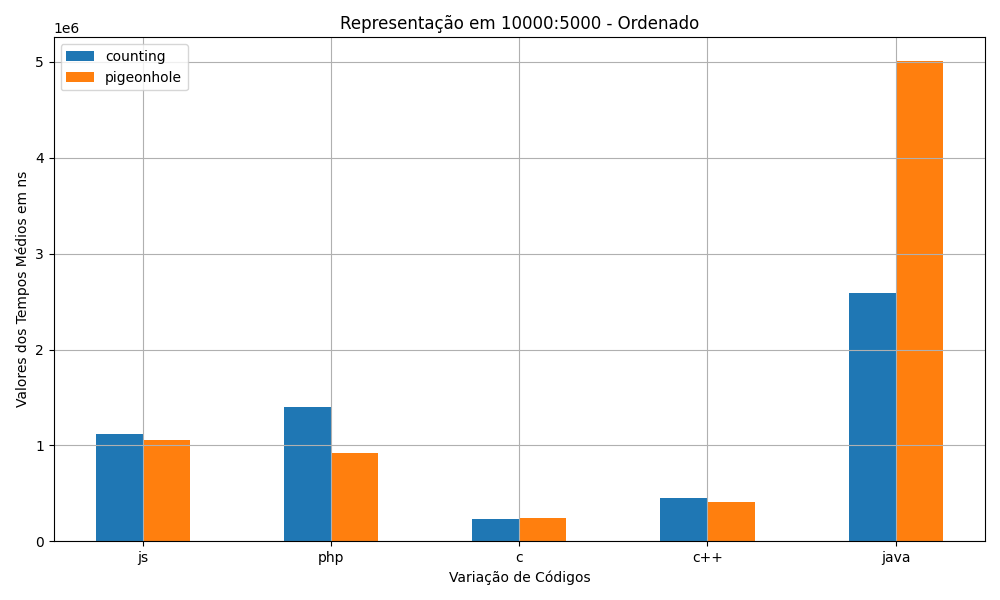 Representação em 10000:5000 - Ordenado
1e6
counting
pigeonhole
Valores dos Tempos Médios em ns
5
4
3
2
1
0
js php c c++ java
Variação de Códigos